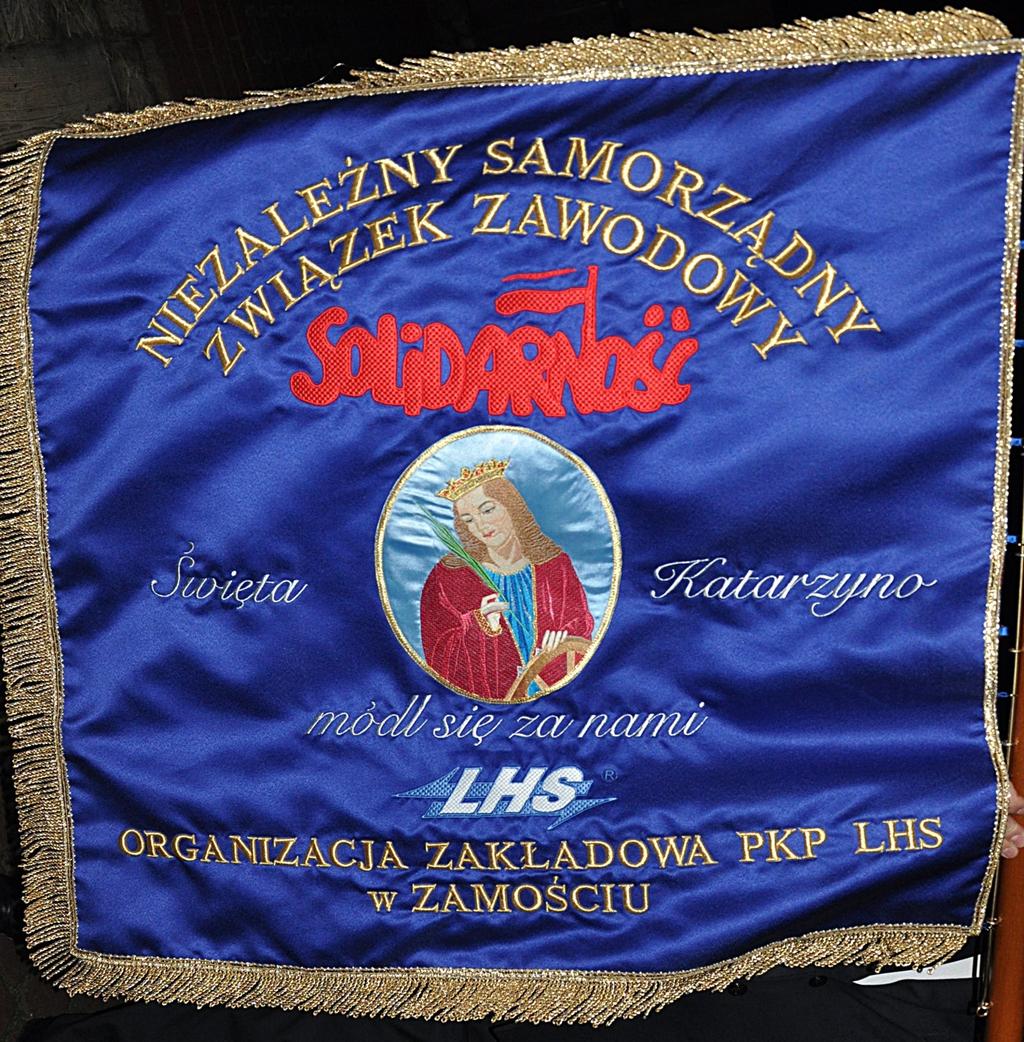 NIEZALEŻNY SAMORZĄDNY
ZWIĄZEK ZAWODOWY
SOLiDARNOŚĆ
Święta Katarzyno
módl się za nami
LHS ®
ORGANIZACJA ZAKŁADOWA PKP LHS
w ZAMOŚCIU